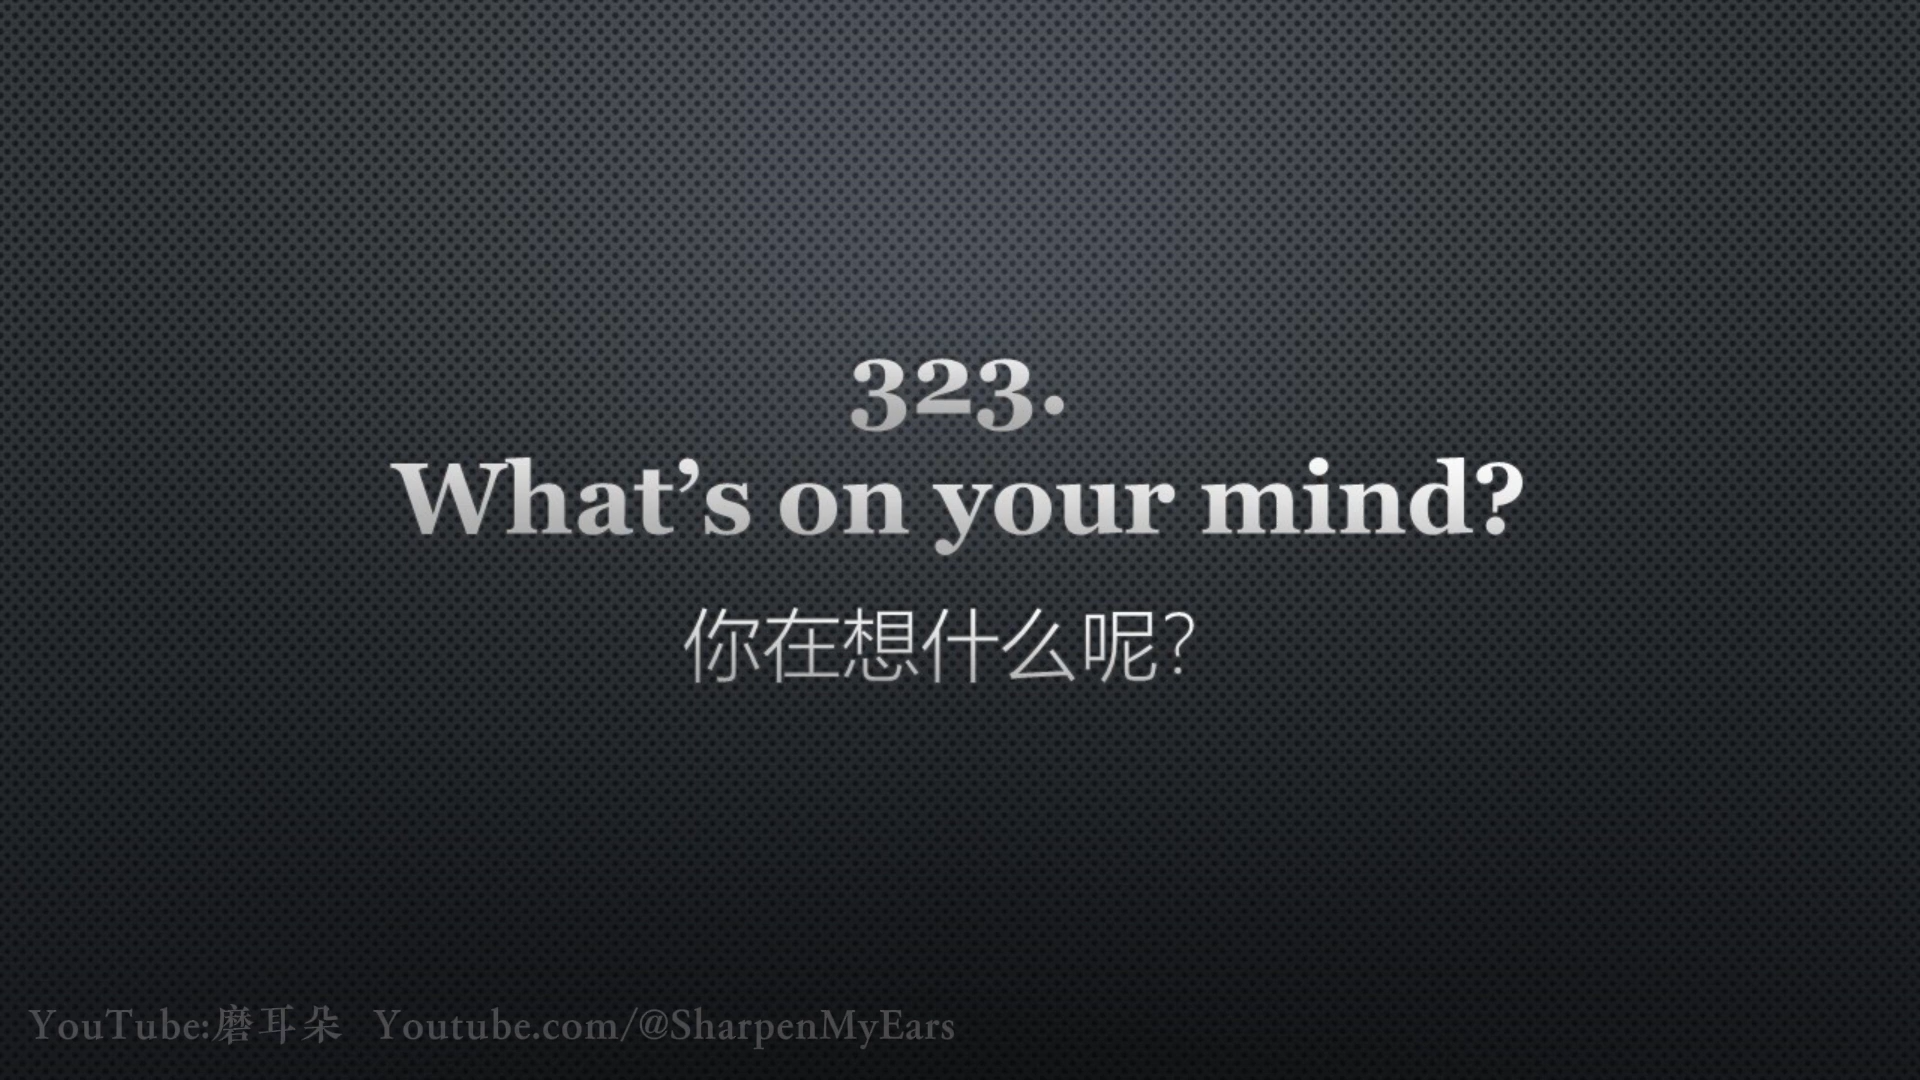 323.
What’s on your mind?
你在想什么呢？
YouTube:磨耳朵 Youtube.com/@SharpenMyEars